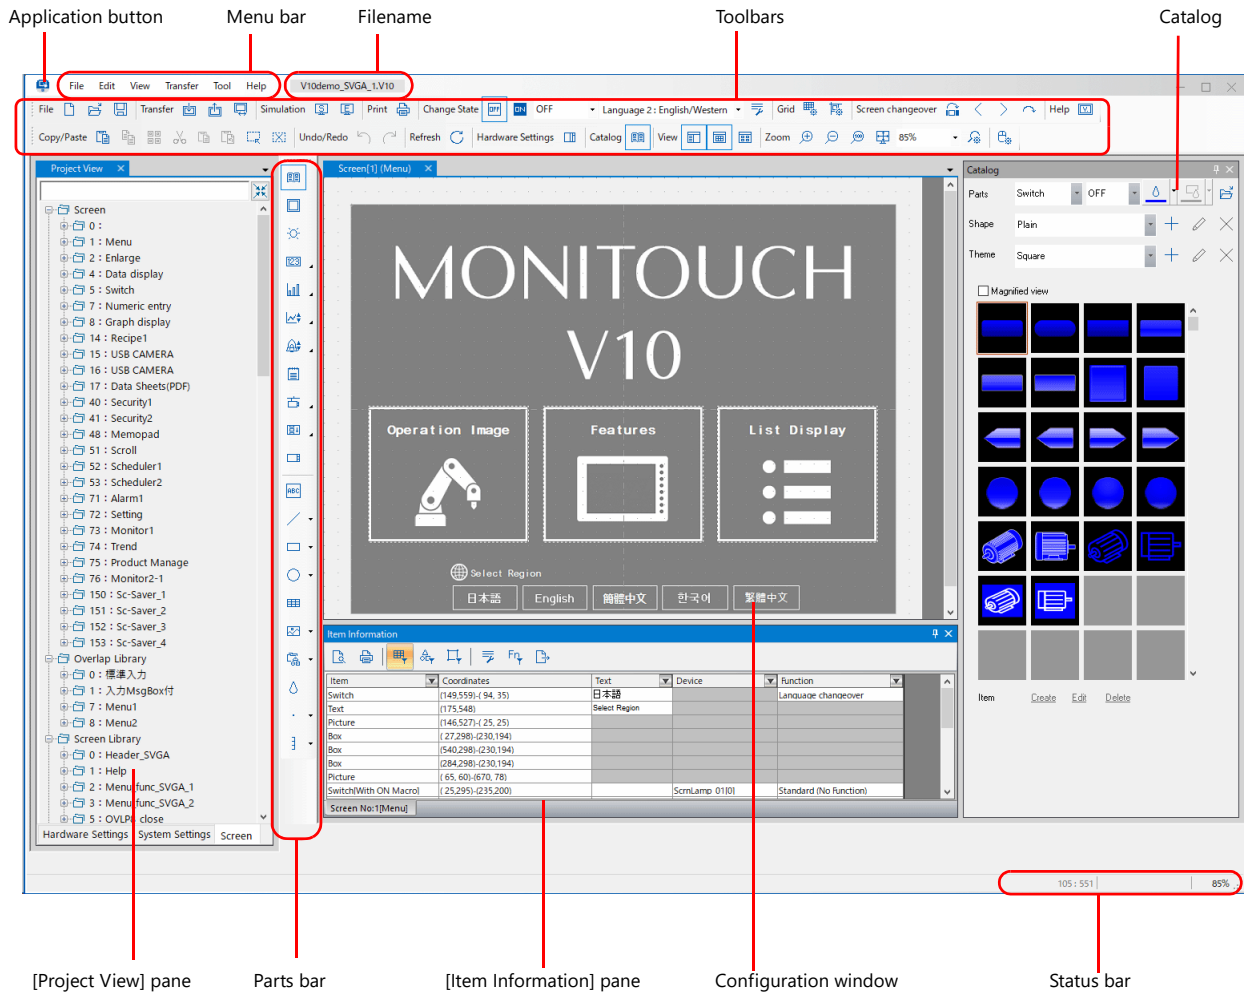 Application button Menu bar Filename Toolbars Catalog
File Edit View Transfer Tool Help V10demo_SVGA_1.V10
File Transfer Simulation Print Change State OFF ON OFF Language 2 : English/Western Grid Screen changeover Help
Copy/Paste Undo/Redo Refresh Hardware Settings Catalog View Zoom 85%
Project View
Screen
0 :
1 : Menu
2 : Enlarge
4 : Data display
5 : Switch
7 : Numeric entry
8 : Graph display
14 : Recipe1
15 : USB CAMERA
16 : USB CAMERA
17 : Data Sheets(PDF)
40 : Security1
41 : Security2
48 : Memopad
51 : Scroll
52 : Scheduler1
53 : Scheduler2
71 : Alarm1
72 : Setting
73 : Monitor1
74 : Trend
75 : Product Manage
76 : Monitor2-1
150 : Sc-Saver_1
151 : Sc-Saver_2
152 : Sc-Saver_3
153 : Sc-Saver_4
Overlap Library
0 : 標準入力
1 : 入力MsgBox付
7 : Menu1
8 : Menu2
Screen Library
0 : Header_SVGA
1 : Help
2 : Menu_func_SVGA_1
3 : Menu_func_SVGA_2
5 : OVLP close
Hardware Settings System Settings Screen
123
ABC
Screen[1] (Menu)
MONITOUCH
V10
Operation Image Features List Display
Select Region
日本語 English 簡體中文 한국어 繁體中文
Item Information
Fn
Item Coordinates Text Device Function
Switch (149,559)-( 94, 35) 日本語 Language changeover
Text (175,548) Select Region
Picture (146,527)-( 25, 25)
Box ( 27,298)-(230,194)
Box (540,298)-(230,194)
Box (284,298)-(230,194)
Picture ( 65, 60)-(670, 78)
Switch[With ON Macro] ( 25,295)-(235,200) ScrnLamp_01[0] Standard (No Function)
Screen No:1[Menu]
Catalog
Parts Switch OFF
Shape Plain
Theme Square
Magnified view
Item Create Edit Delete
105 : 551 85%
[Project View] pane Parts bar [Item Information] pane Configuration window Status bar